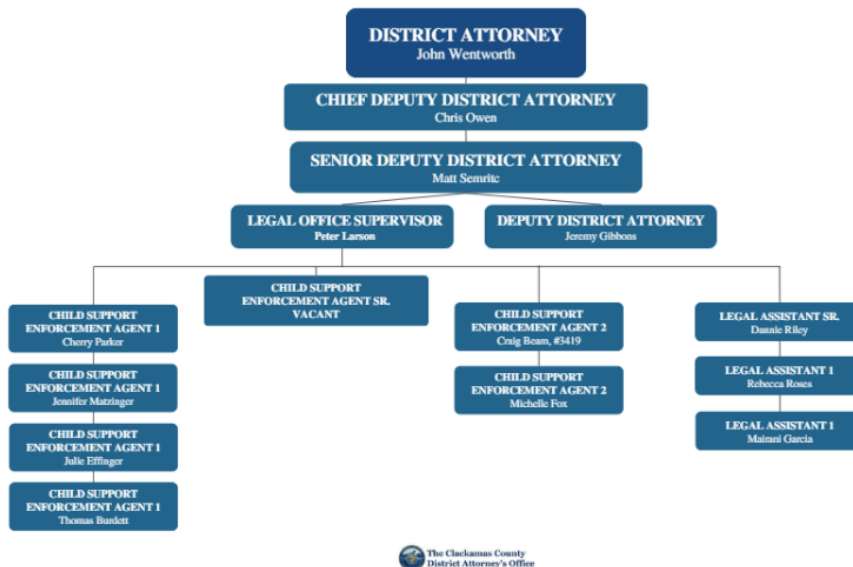 DISTRICT ATTORNEY
John Wentworth
CHIEF DEPUTY DISTRICT ATTORNEY
Chris Owen
SENIOR DEPUTY DISTRICT ATTORNEY
Matt Semritc
LEGAL OFFICE SUPERVISOR
Peter Larson
DEPUTY DISTRICT ATTORNEY
Jeremy Gibbons
CHILD SUPPORT
ENFORCEMENT AGENT 1
Cherry Parker
CHILD SUPPORT
ENFORCEMENT AGENT 1
Jennifer Matzinger
CHILD SUPPORT
ENFORCEMENT AGENT 1
Julie Effinger
CHILD SUPPORT
ENFORCEMENT AGENT 1
Thomas Burdett
CHILD SUPPORT
ENFORCEMENT AGENT SR.
VACANT
CHILD SUPPORT
ENFORCEMENT AGENT 2
Craig Beam, #3419
CHILD SUPPORT
ENFORCEMENT AGENT 2
Michelle Fox
LEGAL ASSISTANT SR.
Dannie Riley
LEGAL ASSISTANT 1
Rebecca Roses
LEGAL ASSISTANT 1
Mairani Garcia
The Clackamas County
District Attorney's Office